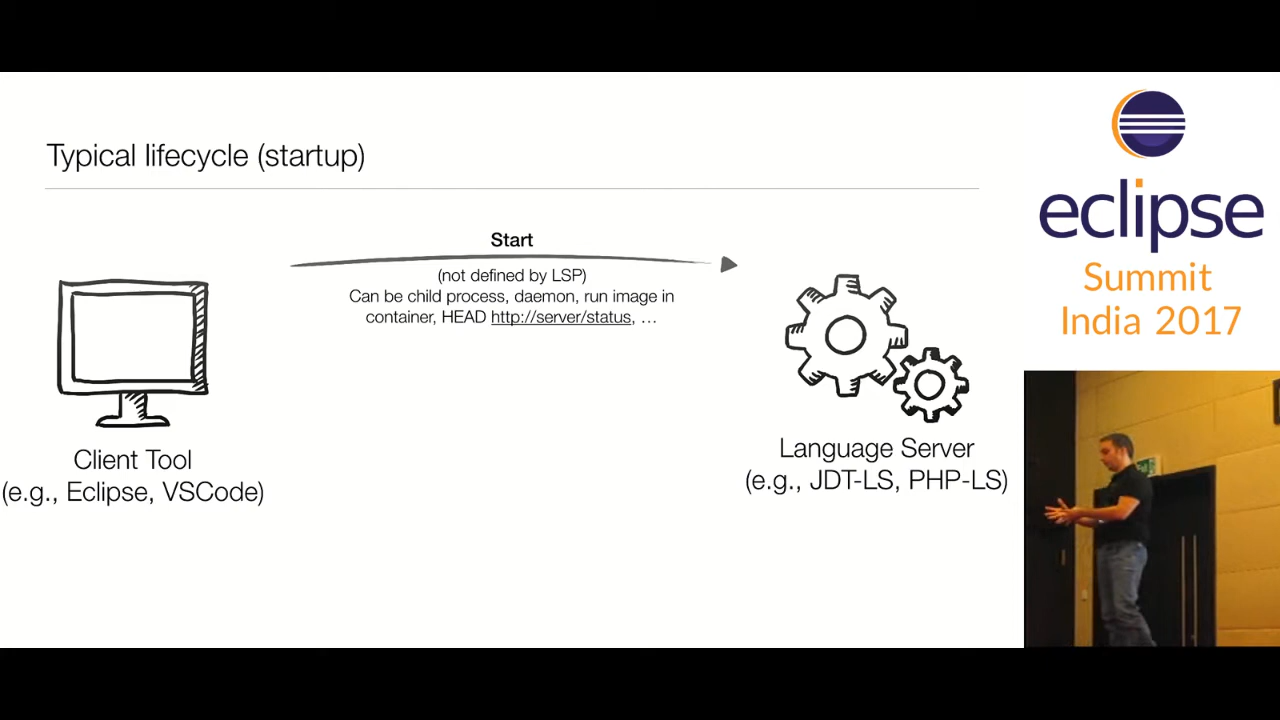 Typical lifecycle (startup)
Start
(not defined by LSP)
Can be child process, daemon, run image in
container, HEAD http://server/status, …
Client Tool
(e.g., Eclipse, VSCode)
Language Server
(e.g., JDT-LS, PHP-LS)
eclipse
Summit
India 2017